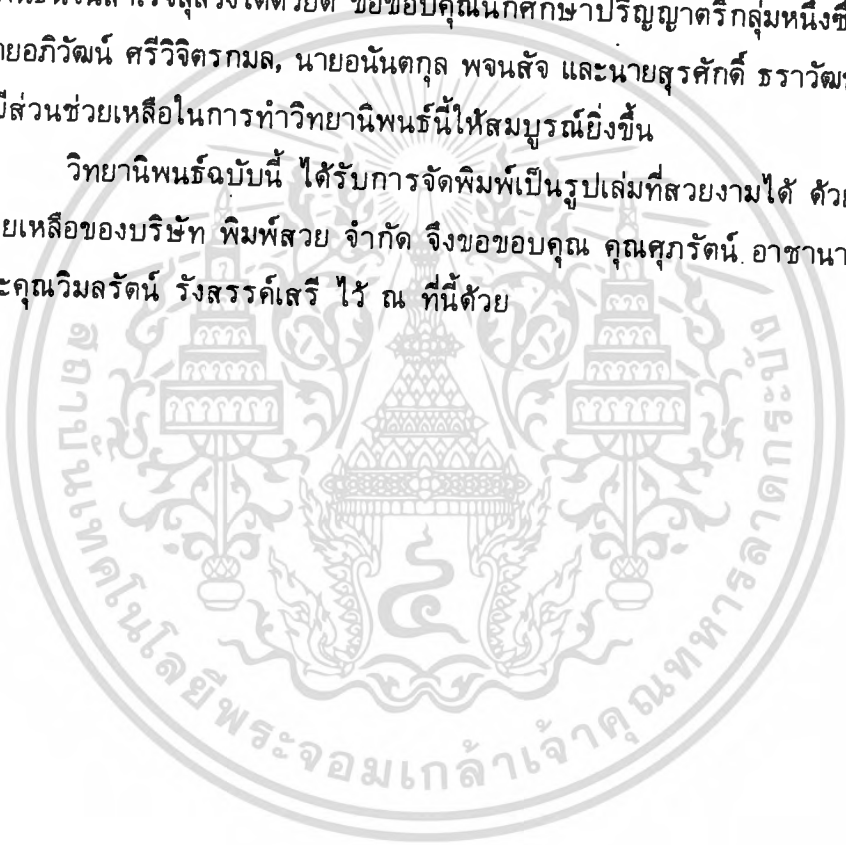 ขอขอบคุณนักศึกษาปริญญาตรีกลุ่มหนึ่ง
ายอภิวัฒน์ ศรีวิจิตรกมล, นายอนันตกุล พจนสัจ และนายสุรศักดิ์ ธราวัฒ
มีส่วนช่วยเหลือในการทำวิทยานิพนธ์นี้ให้สมบูรณ์ยิ่งขึ้น
วิทยานิพนธ์ฉบับนี้ ได้รับการจัดพิมพ์เป็นรูปเล่มที่สวยงามได้ ด้วย
ยเหลือของบริษัท พิมพ์สวย จำกัด จึงขอขอบคุณ คุณศุภรัตน์ อาชานา
ะคุณวิมลรัตน์ รังสรรค์เสรี ไว้ ณ ที่นี้ด้วย
สถาบันเทคโนโลยีพระจอมเกล้าเจ้าคุณทหารลาดกระบัง